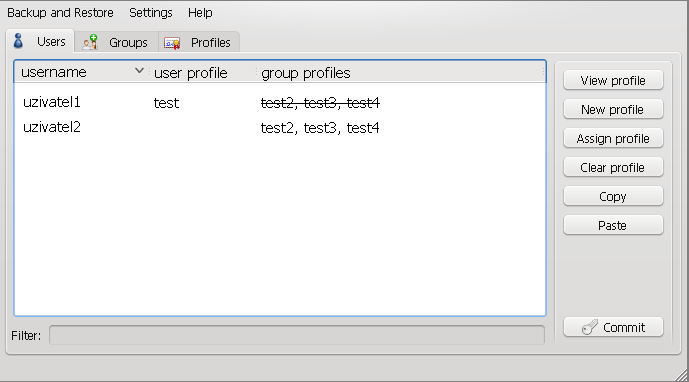 Backup and Restore Settings Help
Users Groups Profiles
username user profile group profiles
uzivatel1 test test2, test3, test4
uzivatel2 test2, test3, test4
View profile
New profile
Assign profile
Clear profile
Copy
Paste
Filter:
Commit